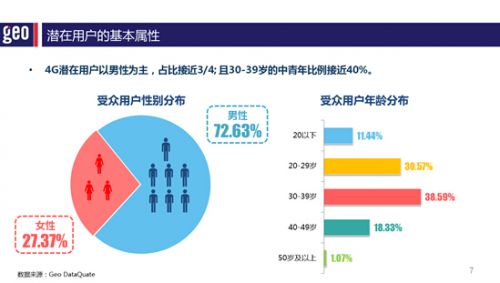 geo
潜在用户的基本属性
• 4G潜在用户以男性为主，占比接近3/4; 且30-39岁的中青年比例接近40%。
受众用户性别分布
男性
72.63%
女性
27.37%
受众用户年龄分布
20以下 11.44%
20-29岁 30.57%
30-39岁 38.59%
40-49岁 18.33%
50岁及以上 1.07%
数据来源：Geo DataQuate
7